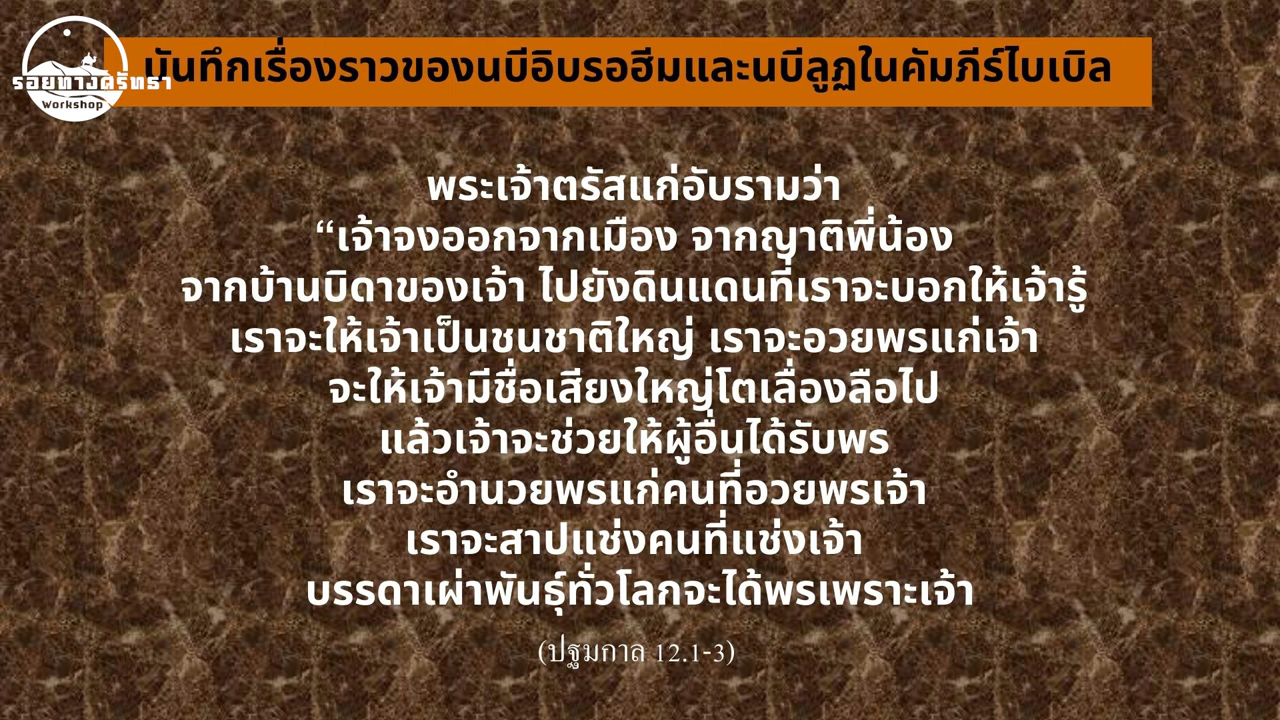 รอยทางศรัทธา
Workshop
บันทึกเรื่องราวของนบีอิบรอฮีมและนบีลูฏในคัมภีร์ไบเบิล
พระเจ้าตรัสแก่อับรามว่า
“เจ้าจงออกจากเมือง จากญาติพี่น้อง
จากบ้านบิดาของเจ้า ไปยังดินแดนที่เราจะบอกให้เจ้ารู้
เราจะให้เจ้าเป็นชนชาติใหญ่ เราจะอวยพรแก่เจ้า
จะให้เจ้ามีชื่อเสียงใหญ่โตเลื่องลือไป
แล้วเจ้าจะช่วยให้ผู้อื่นได้รับพร
เราจะอำนวยพรแก่คนที่อวยพรเจ้า
เราจะสาปแช่งคนที่แช่งเจ้า
บรรดาเผ่าพันธุ์ทั่วโลกจะได้พรเพราะเจ้า
(ปฐมกาล 12.1-3)